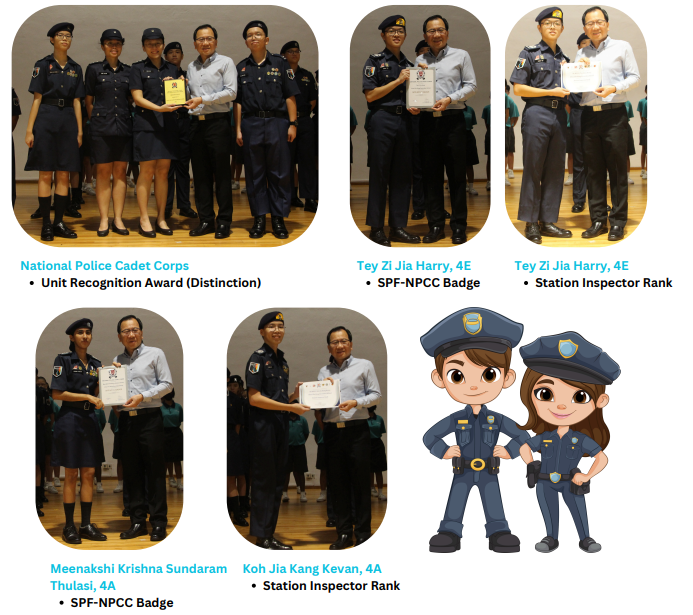 National Police Cadet Corps
• Unit Recognition Award (Distinction)
Tey Zi Jia Harry, 4E
• SPF-NPCC Badge
Tey Zi Jia Harry, 4E
• Station Inspector Rank
Meenakshi Krishna Sundaram
Thulasi, 4A
• SPF-NPCC Badge
Koh Jia Kang Kevan, 4A
• Station Inspector Rank